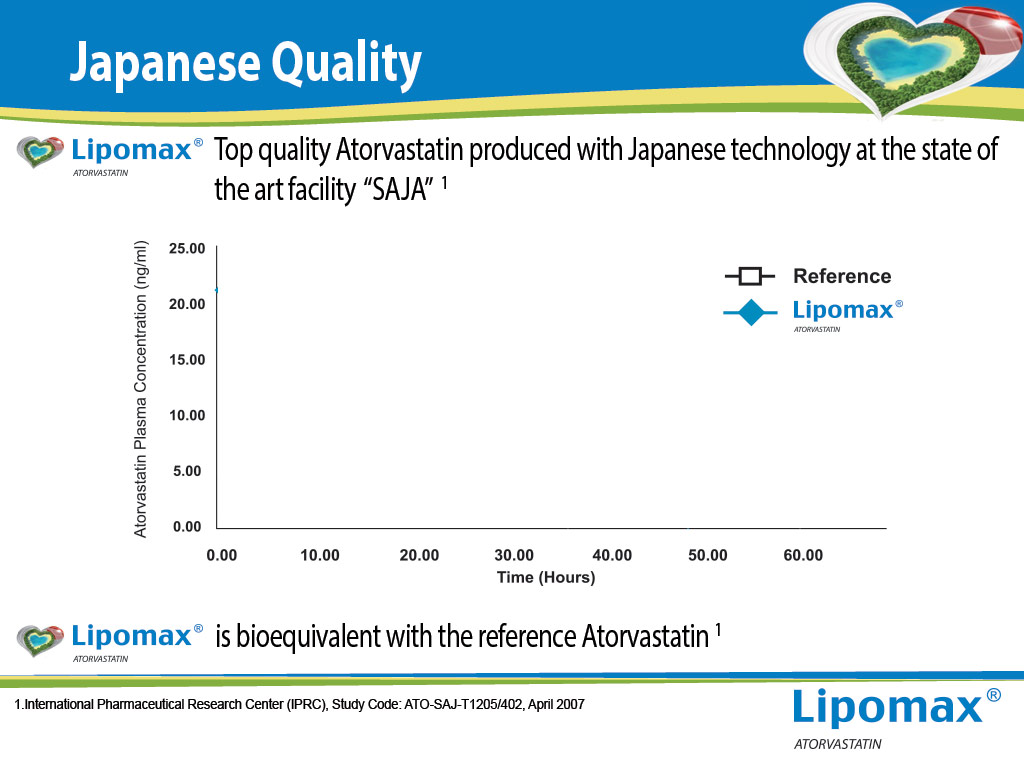 Japanese Quality
Lipomax® Top quality Atorvastatin produced with Japanese technology at the state of
ATORVASTATIN
the art facility “SAJA” 1
Atorvastatin Plasma Concentration (ng/ml)
25.00
20.00
15.00
10.00
5.00
0.00
Reference
Lipomax®
ATORVASTATIN
0.00 10.00 20.00 30.00 40.00 50.00 60.00
Time (Hours)
Lipomax® is bioequivalent with the reference Atorvastatin 1
ATORVASTATIN
1.International Pharmaceutical Research Center (IPRC), Study Code: ATO-SAJ-T1205/402, April 2007
Lipomax®
ATORVASTATIN